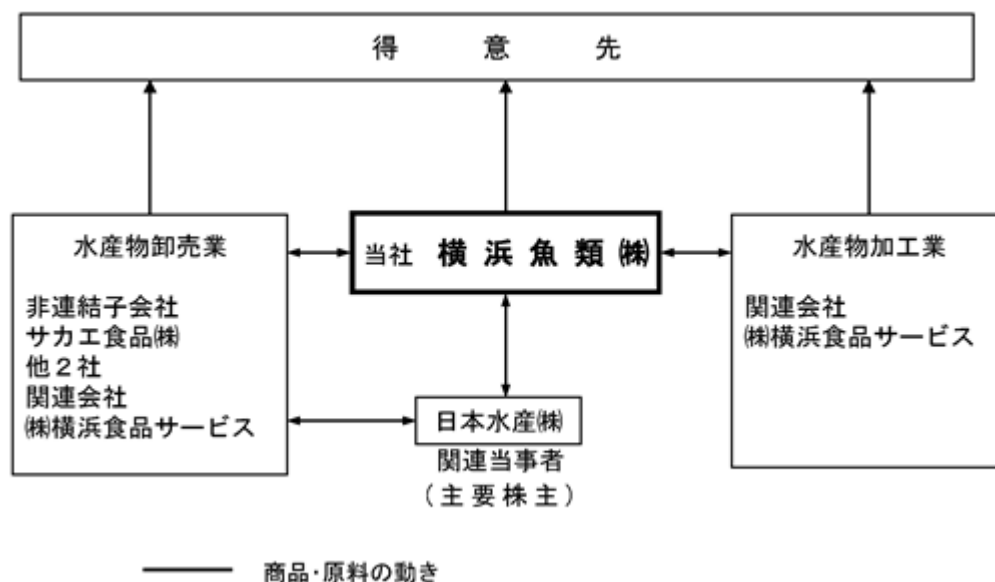 得意先
水産物卸売業
非連結子会社
サカエ食品㈱
他２社
関連会社
㈱横浜食品サービス
当社 横浜魚類㈱
水産物加工業
関連会社
㈱横浜食品サービス
日本水産㈱
関連当事者
（主要株主）
商品・原料の動き